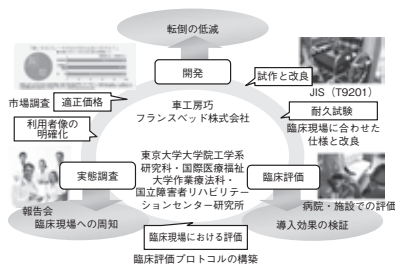 転倒の低減
開発
試作と改良
JIS（T9201）
市場調査
適正価格
車工房巧
フランスベッド株式会社
耐久試験
臨床現場に合わせた
仕様と改良
利用者像の
明確化
東京大学大学院工学系
研究科・国際医療福祉
大学作業療法科・
国立障害者リハビリテー
ションセンター研究所
実態調査
臨床評価
報告会
臨床現場への周知
病院・施設での評価
導入効果の検証
臨床現場における評価
臨床評価プロトコルの構築